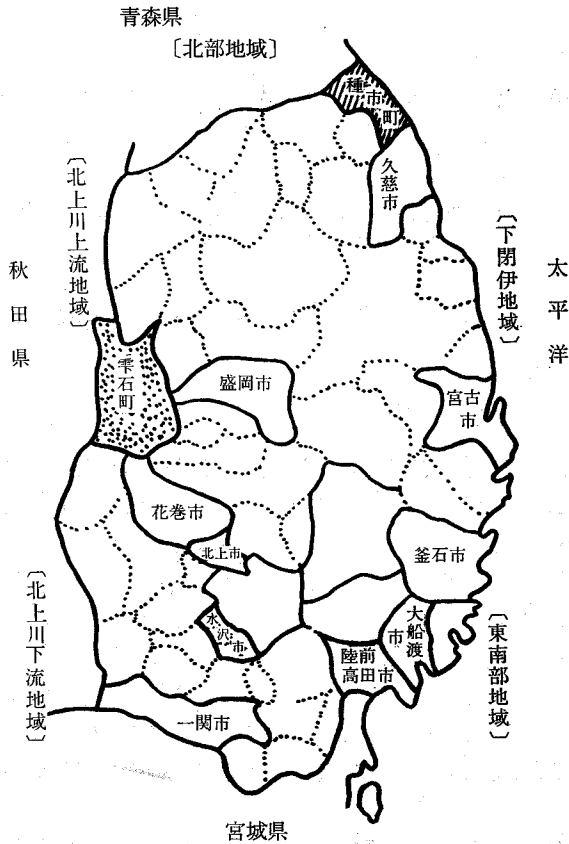 青森県
〔北部地域〕
種市町
久慈市
〔北上川上流地域〕
〔下閉伊地域〕
秋田県
太平洋
雫石町
盛岡市
宮古市
花巻市
北上市
釜石市
〔北上川下流地域〕
水沢市
大船渡市
陸前高田市
〔東南部地域〕
一関市
宮城県